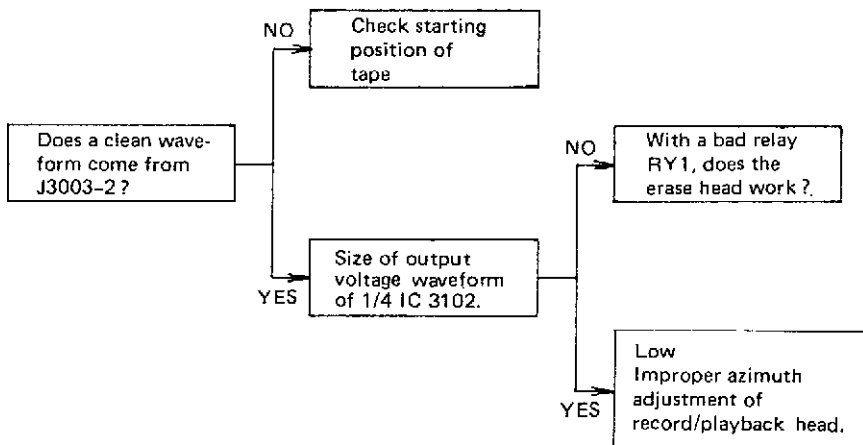 NO
Check starting
position of
tape
Does a clean wave-
form come from
J3003-2?
YES
Size of output
voltage waveform
of 1/4 IC 3102.
NO
With a bad relay
RY1, does the
erase head work?.
YES
Low
Improper azimuth
adjustment of
record/playback head.